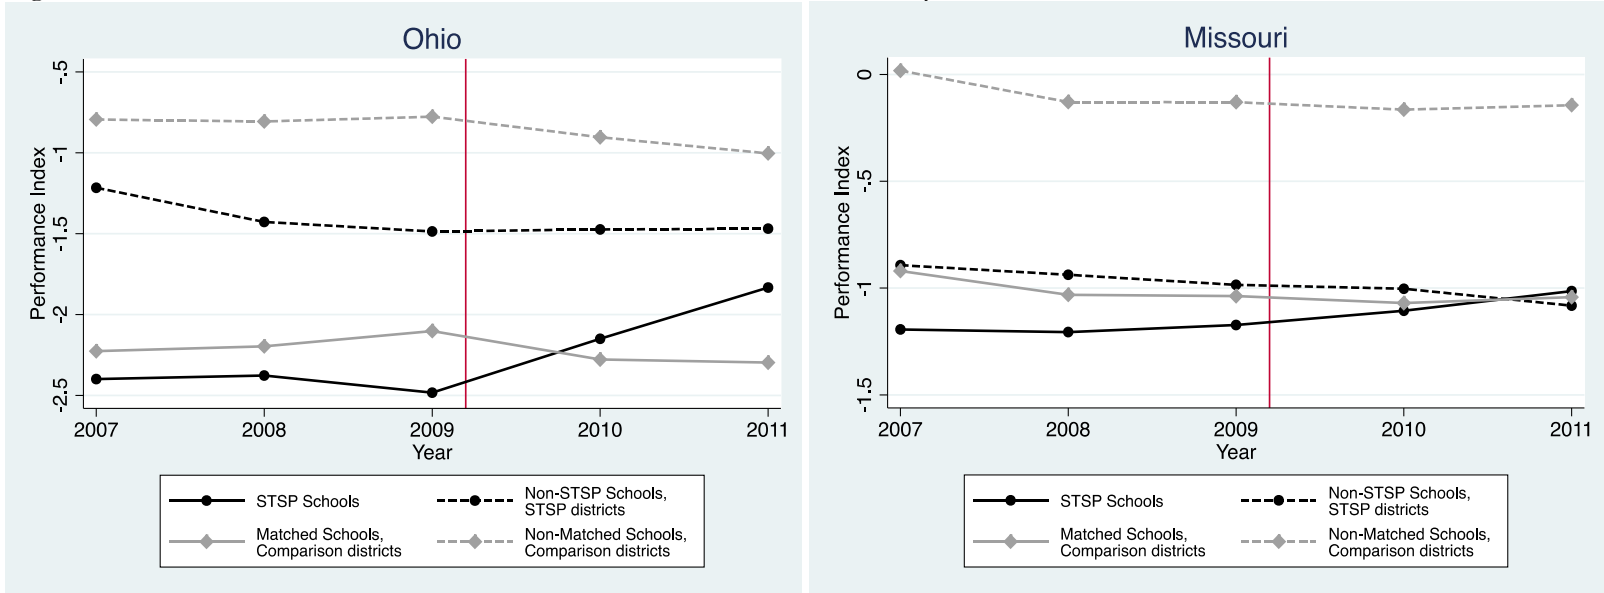 Ohio
Performance Index
-.5
-1
-1.5
-2
-2.5
2007 2008 2009 2010 2011
Year
STSP Schools
Non-STSP Schools,
STSP districts
Matched Schools,
Comparison districts
Non-Matched Schools,
Comparison districts
Missouri
Performance Index
0
-.5
-1
-1.5
2007 2008 2009 2010 2011
Year
STSP Schools
Non-STSP Schools,
STSP districts
Matched Schools,
Comparison districts
Non-Matched Schools,
Comparison districts